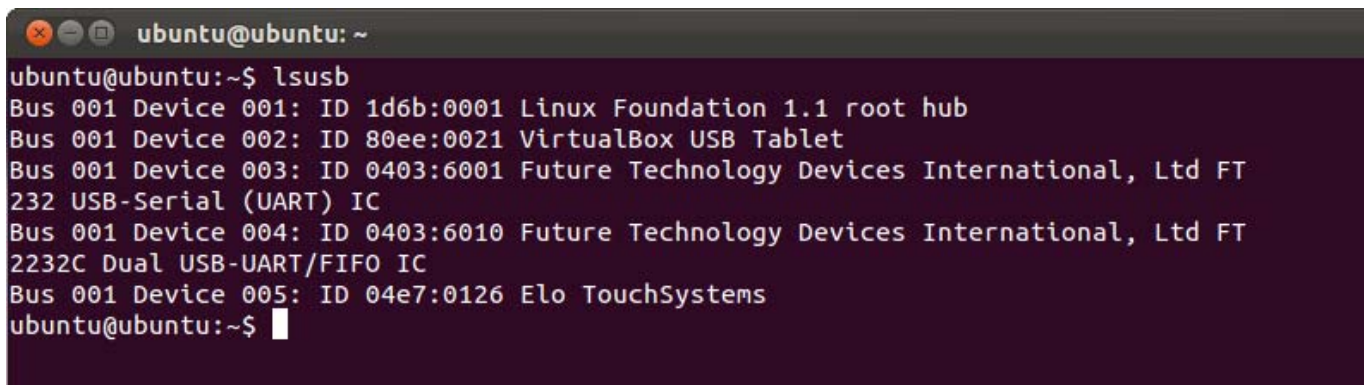 ubuntu@ubuntu: ~
ubuntu@ubuntu:~$ lsusb
Bus 001 Device 001: ID 1d6b:0001 Linux Foundation 1.1 root hub
Bus 001 Device 002: ID 80ee:0021 VirtualBox USB Tablet
Bus 001 Device 003: ID 0403:6001 Future Technology Devices International, Ltd FT
232 USB-Serial (UART) IC
Bus 001 Device 004: ID 0403:6010 Future Technology Devices International, Ltd FT
2232C Dual USB-UART/FIFO IC
Bus 001 Device 005: ID 04e7:0126 Elo TouchSystems
ubuntu@ubuntu:~$